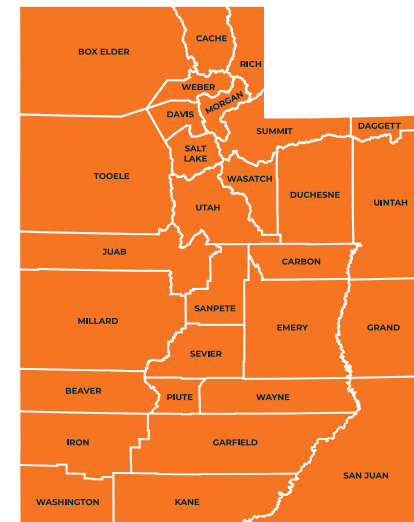 CACHE
BOX ELDER
RICH
WEBER
MORGAN
DAVIS
SUMMIT
DAGGETT
SALT
LAKE
TOOELE
WASATCH
DUCHESNE
UINTAH
UTAH
JUAB
CARBON
SANPETE
MILLARD
EMERY
GRAND
SEVIER
BEAVER
PIUTE
WAYNE
IRON
GARFIELD
SAN JUAN
WASHINGTON
KANE